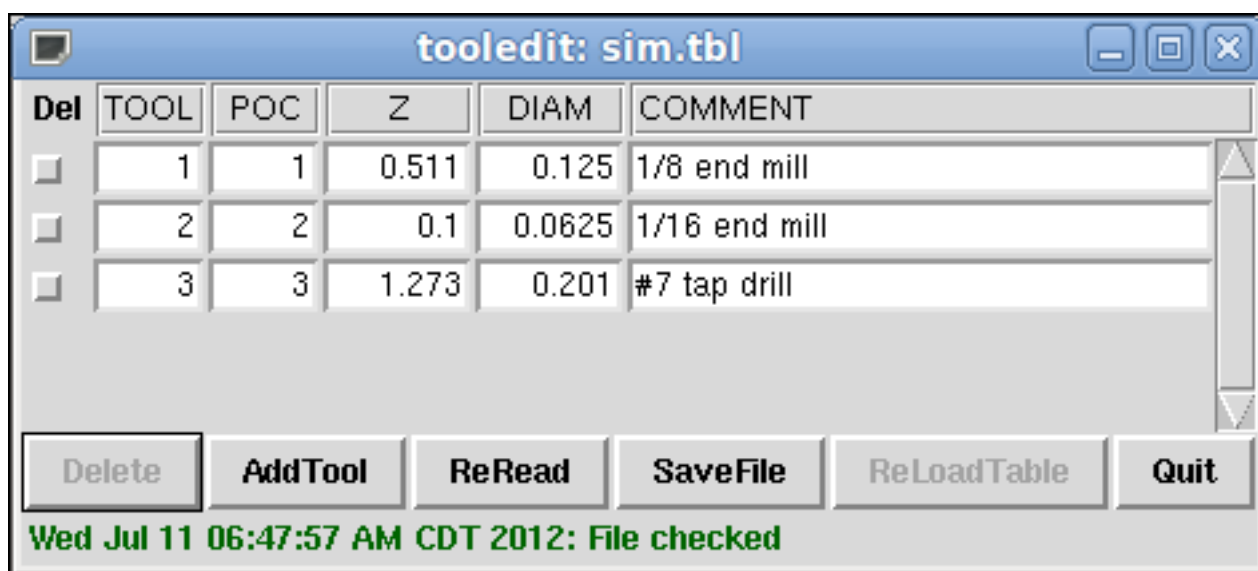 tooledit: sim.tbl
Del TOOL POC Z DIAM COMMENT
1 1 0.511 0.125 1/8 end mill
2 2 0.1 0.0625 1/16 end mill
3 3 1.273 0.201 #7 tap drill
Delete AddTool ReRead SaveFile ReLoadTable Quit
Wed Jul 11 06:47:57 AM CDT 2012: File checked